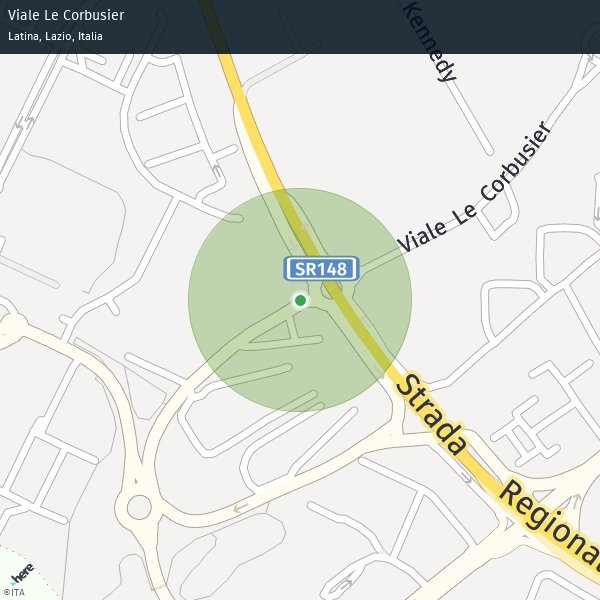 Viale Le Corbusier
Latina, Lazio, Italia
Kennedy
Viale Le Corbusier
SR148
Strada
Regional
here
©ITA